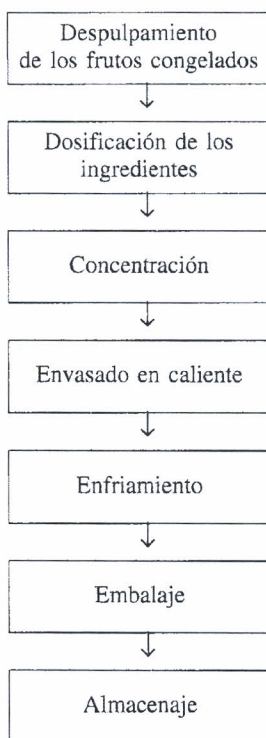 Despulpamiento
de los frutos congelados
Dosificación de los
ingredientes
Concentración
Envasado en caliente
Enfriamiento
Embalaje
Almacenaje